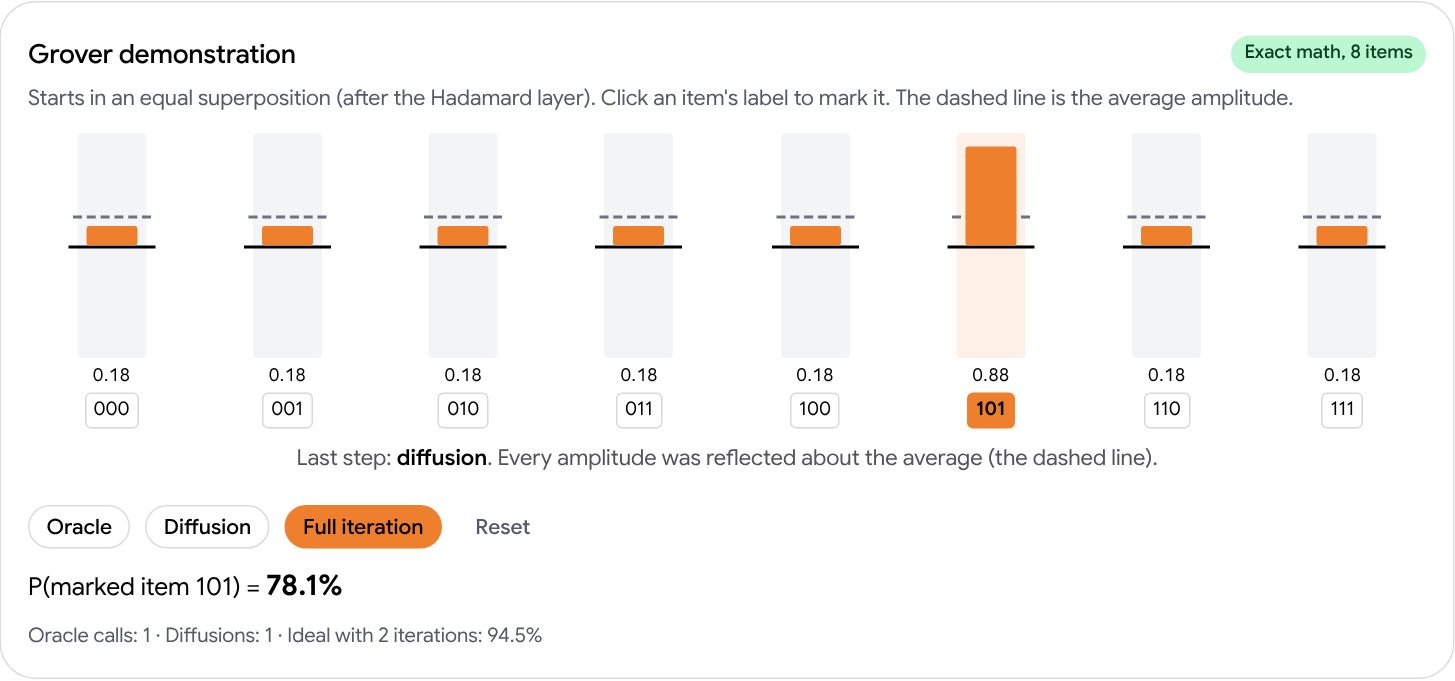 Grover demonstration
Exact math, 8 items
Starts in an equal superposition (after the Hadamard layer). Click an item's label to mark it. The dashed line is the average amplitude.
0.18 0.18 0.18 0.18 0.18 0.88 0.18 0.18
000 001 010 011 100 101 110 111
Last step: diffusion. Every amplitude was reflected about the average (the dashed line).
Oracle Diffusion Full iteration Reset
P(marked item 101) = 78.1%
Oracle calls: 1 · Diffusions: 1 · Ideal with 2 iterations: 94.5%